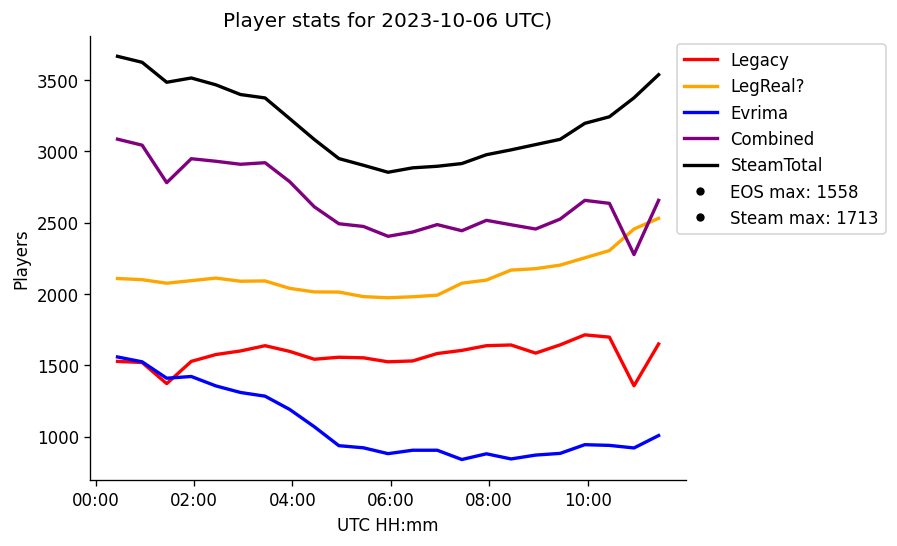 Player stats for 2023-10-06 UTC)
Players
3500
3000
2500
2000
1500
1000
00:00 02:00 04:00 06:00 08:00 10:00
UTC HH:mm
Legacy
LegReal?
Evrima
Combined
SteamTotal
EOS max: 1558
Steam max: 1713